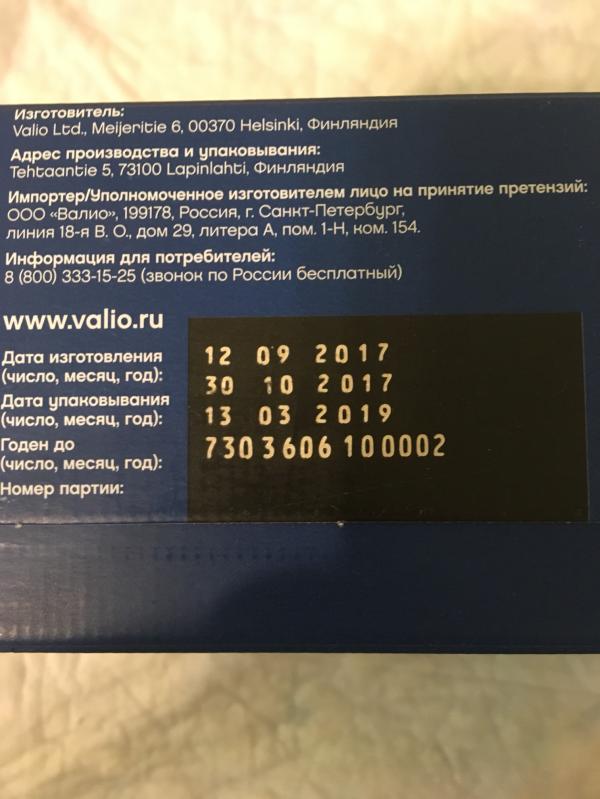 Изготовитель:
Valio Ltd., Meijeritie 6, 00370 Helsinki, Финляндия
Адрес производства и упаковывания:
Tehtaantie 5, 73100 Lapinlahti, Финляндия
Импортер/Уполномоченное изготовителем лицо на принятие претензий:
ООО «Валио», 199178, Россия, г. Санкт-Петербург,
линия 18-я В. О., дом 29, литера А, пом. 1-Н, ком. 154.
Информация для потребителей:
8 (800) 333-15-25 (звонок по России бесплатный)
www.valio.ru
Дата изготовления
(число, месяц, год):
Дата упаковывания
(число, месяц, год):
Годен до
(число, месяц, год):
Номер партии:
12 09 2017
30 10 2017
13 03 2019
7303606100002